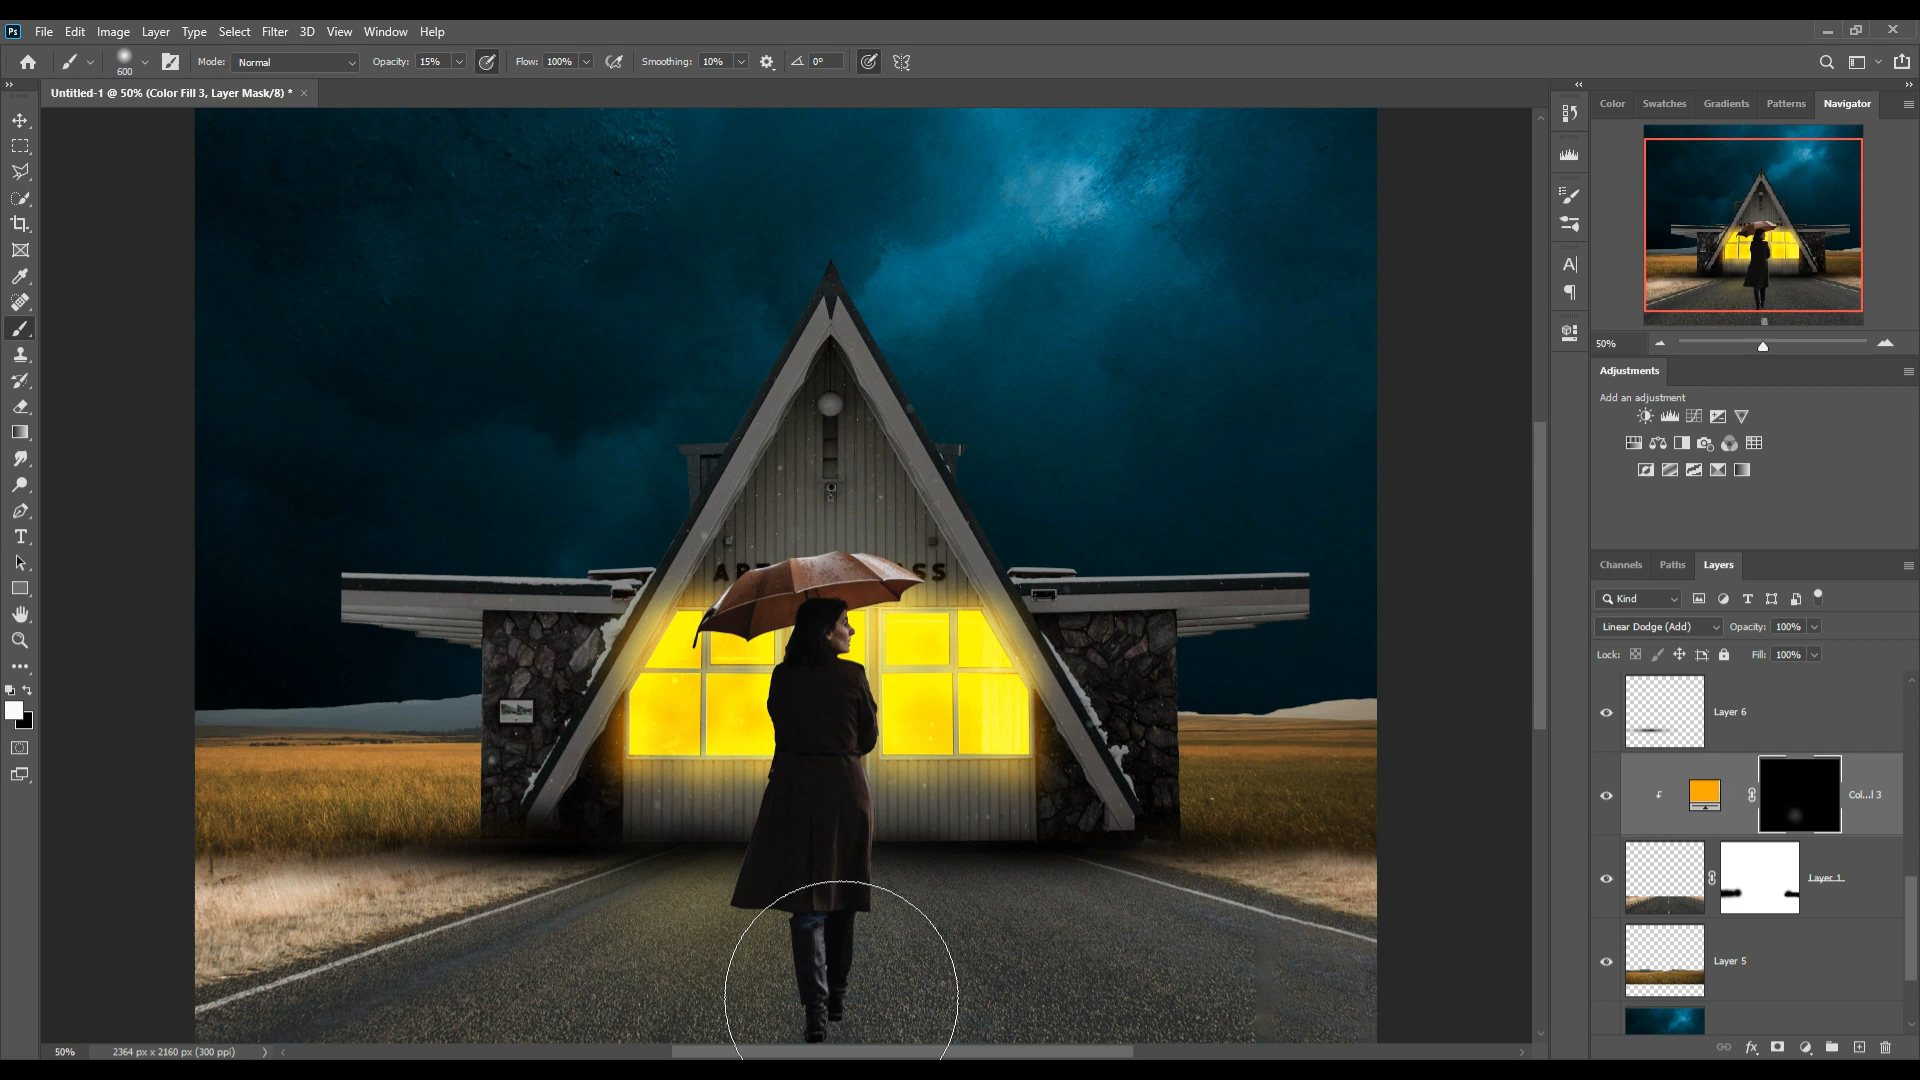 Ps File Edit Image Layer Type Select Filter 3D View Window Help
600 Mode: Normal Opacity: 15% Flow: 100% Smoothing: 10% 0°
Untitled-1 @ 50% (Color Fill 3, Layer Mask/8) *
Color Swatches Gradients Patterns Navigator
50%
Adjustments
Add an adjustment
Channels Paths Layers
Kind
Linear Dodge (Add) Opacity: 100%
Lock: Fill: 100%
Layer 6
Col...l 3
Layer 1
Layer 5
50% 2364 px x 2160 px (300 ppi)